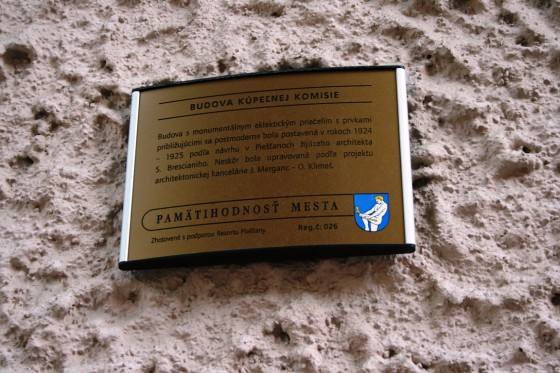 BUDOVA KÚPEĽNEJ KOMISIE
Budova s monumentálnym eklektickým priečelím s prvkami
približujúcimi sa postmoderne bola postavená v rokoch 1924
– 1925 podľa návrhu v Piešťanoch žijúceho architekta
S. Brescianiho. Neskôr bola upravovaná podľa projektu
architektonickej kancelárie J. Merganc – O. Klimeš.
PAMÄTIHODNOSŤ MESTA
Zhotovené s podporou Rezortu Piešťany. Reg.č. 026